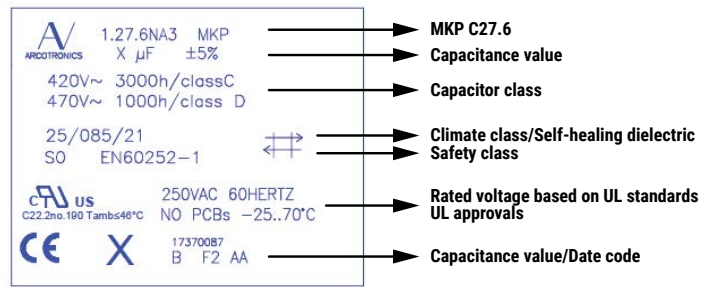 1.27.6NA3 MKP
MKP C27.6
ARCOTRONICS X µF ±5%
Capacitance value
420V~ 3000h/classC
470V~ 1000h/class D
Capacitor class
25/085/21
Climate class/Self-healing dielectric
S0 EN60252-1
Safety class
c US 250VAC 60HERTZ
Rated voltage based on UL standards
C22.2no.190 Tamb≤46°C NO PCBs -25..70°C
UL approvals
CE X 17370087
B F2 AA
Capacitance value/Date code